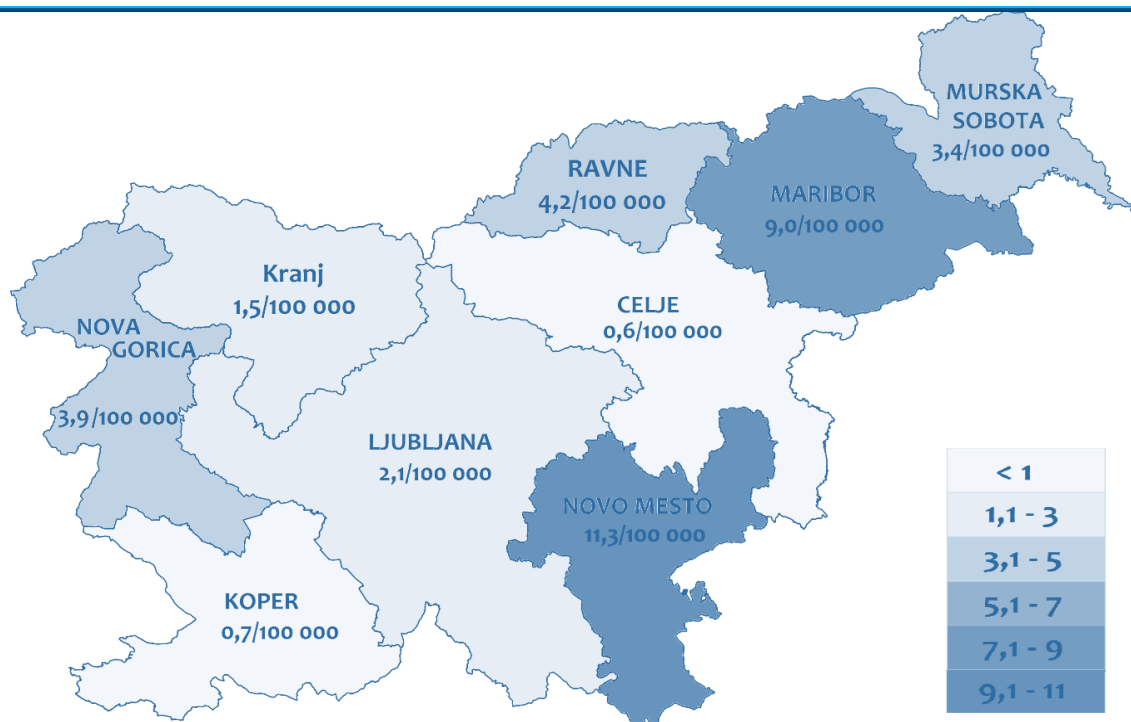 MURSKA
SOBOTA
3,4/100 000
RAVNE
4,2/100 000
MARIBOR
9,0/100 000
Kranj
1,5/100 000
CELJE
0,6/100 000
NOVA
GORICA
3,9/100 000
LJUBLJANA
2,1/100 000
NOVO MESTO
11,3/100 000
KOPER
0,7/100 000
< 1
1,1 - 3
3,1 - 5
5,1 - 7
7,1 - 9
9,1 - 11